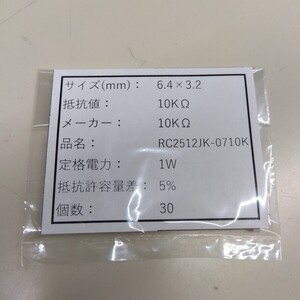 サイズ(mm)： 6.4×3.2
抵抗値： 10KΩ
メーカー： 10KΩ
品名： RC2512JK-0710K
定格電力： 1W
抵抗許容量差： 5%
個数： 30